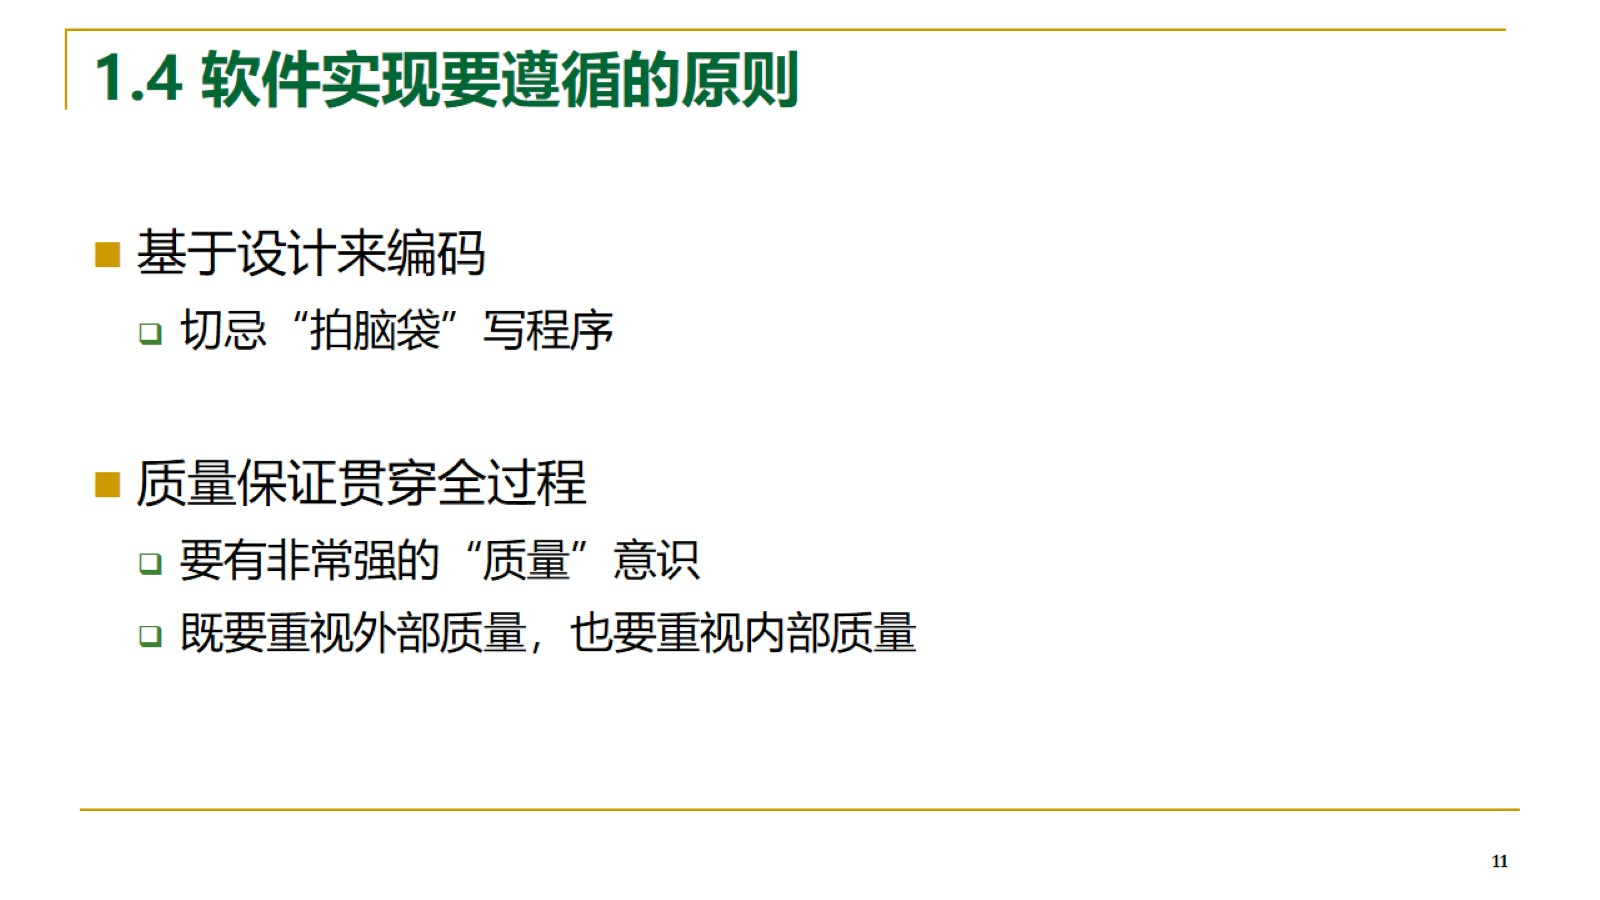 1.4 软件实现要遵循的原则
基于设计来编码
切忌“拍脑袋”写程序
质量保证贯穿全过程
要有非常强的“质量”意识
既要重视外部质量，也要重视内部质量
11